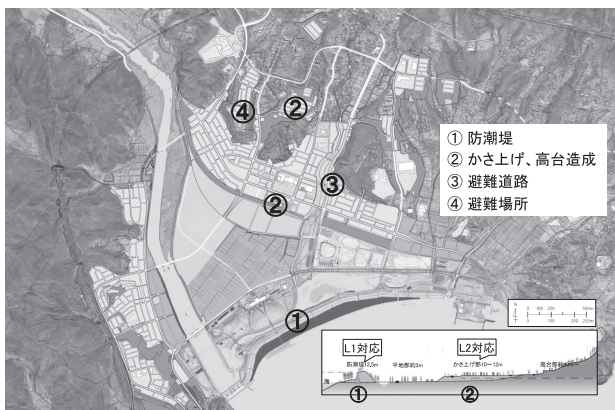 ④
②
③
②
①
① 防潮堤
② かさ上げ、高台造成
③ 避難道路
④ 避難場所
N
L1対応
L2対応
防潮堤12.5m
平地部約3m
かさ上げ部10～12m
海
①
②